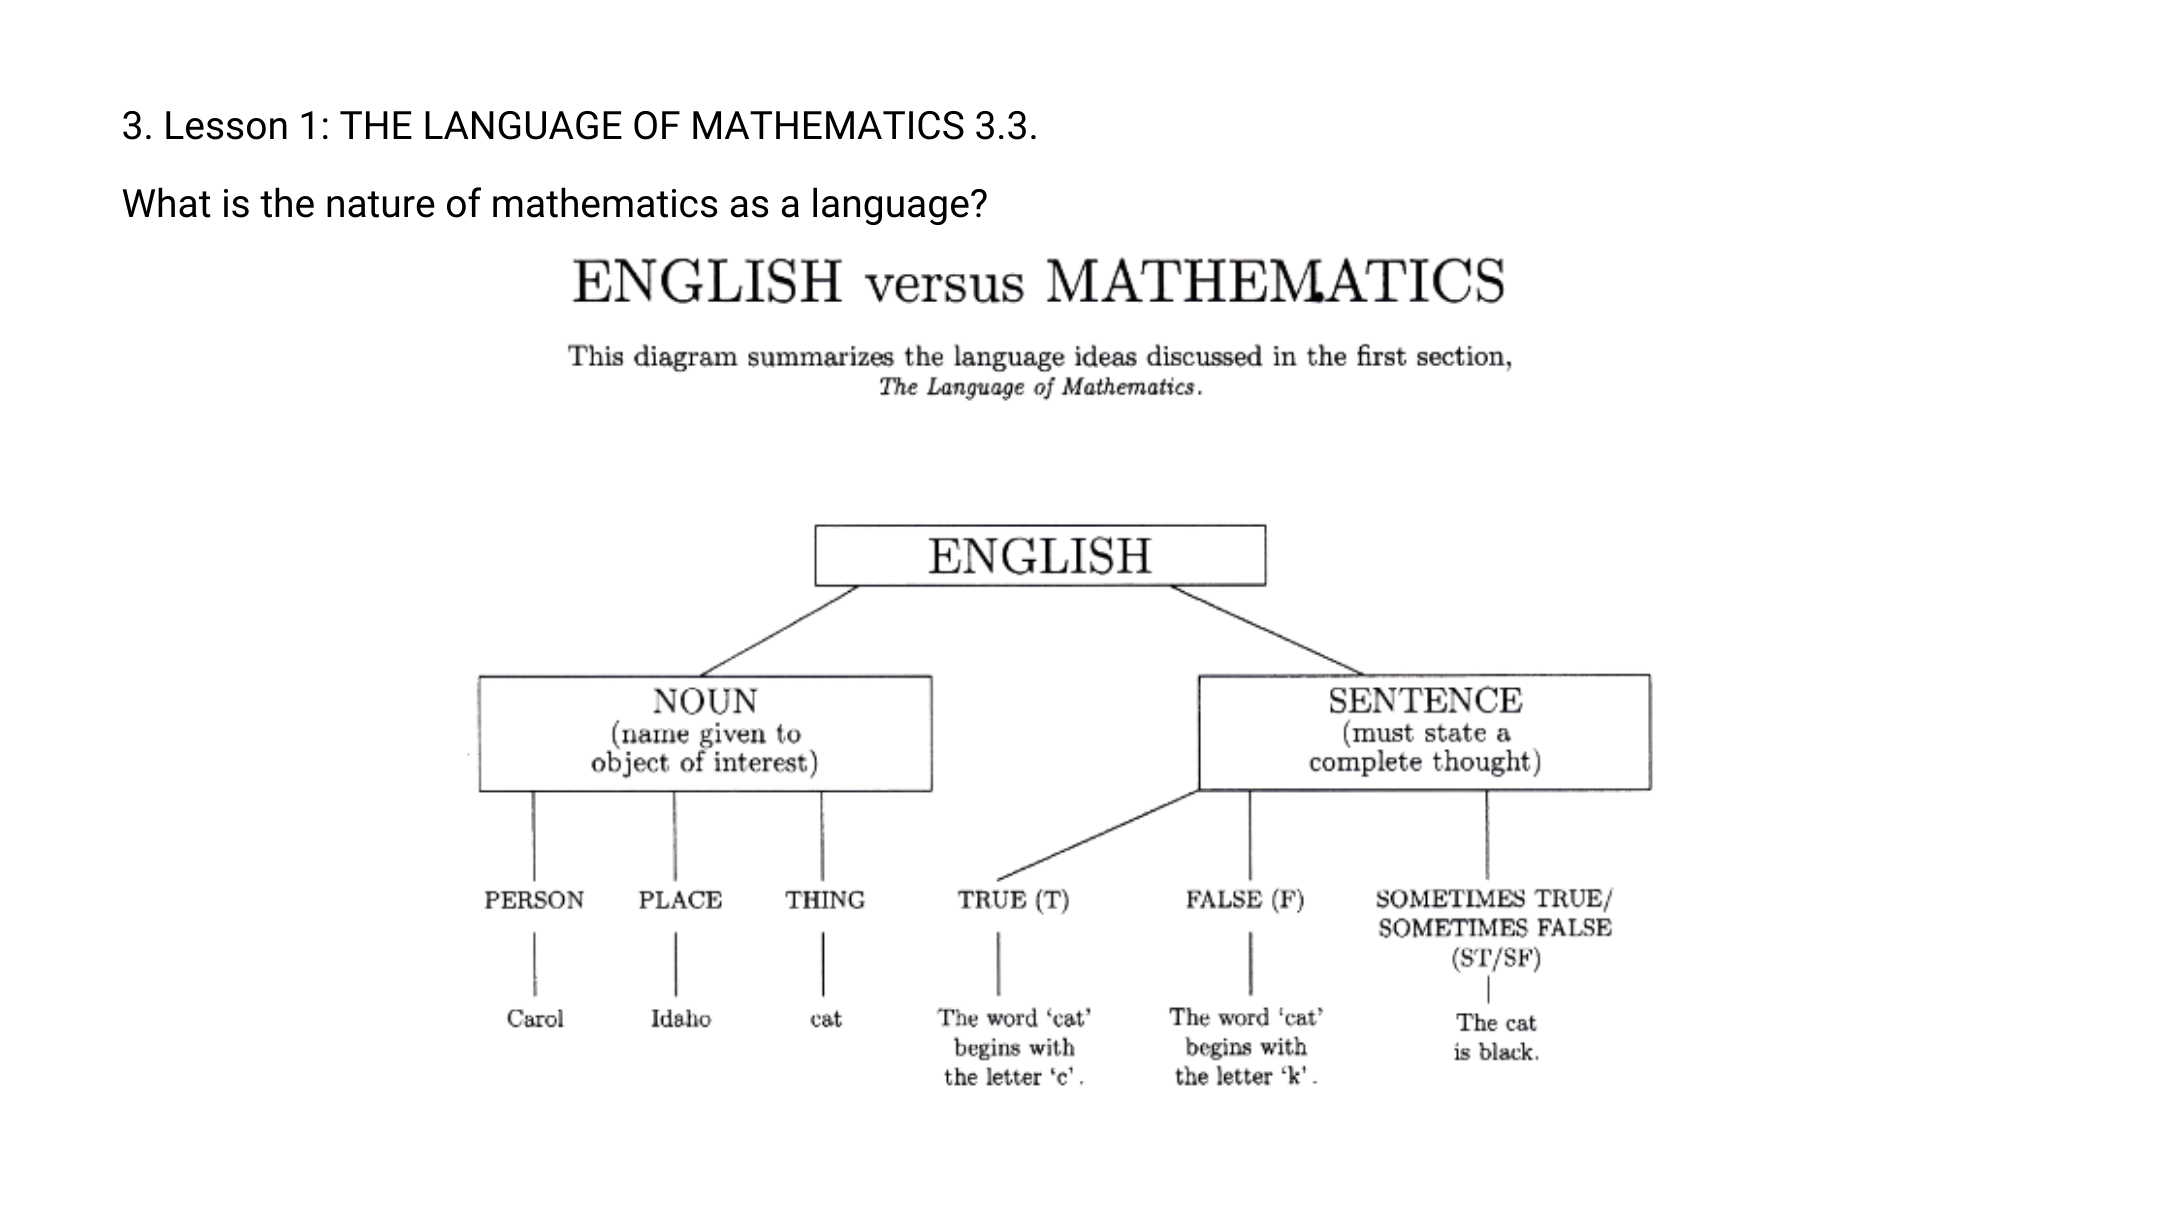 3. Lesson 1: THE LANGUAGE OF MATHEMATICS 3.3.
What is the nature of mathematics as a language?
ENGLISH versus MATHEMATICS
This diagram summarizes the language ideas discussed in the first section,
The Language of Mathematics.
ENGLISH
NOUN
(name given to
object of interest)
SENTENCE
(must state a
complete thought)
PERSON
PLACE
THING
TRUE (T)
FALSE (F)
SOMETIMES TRUE/
SOMETIMES FALSE
(ST/SF)
Carol
Idaho
cat
The word ‘cat’
begins with
the letter ‘c’.
The word ‘cat’
begins with
the letter ‘k’.
The cat
is black.